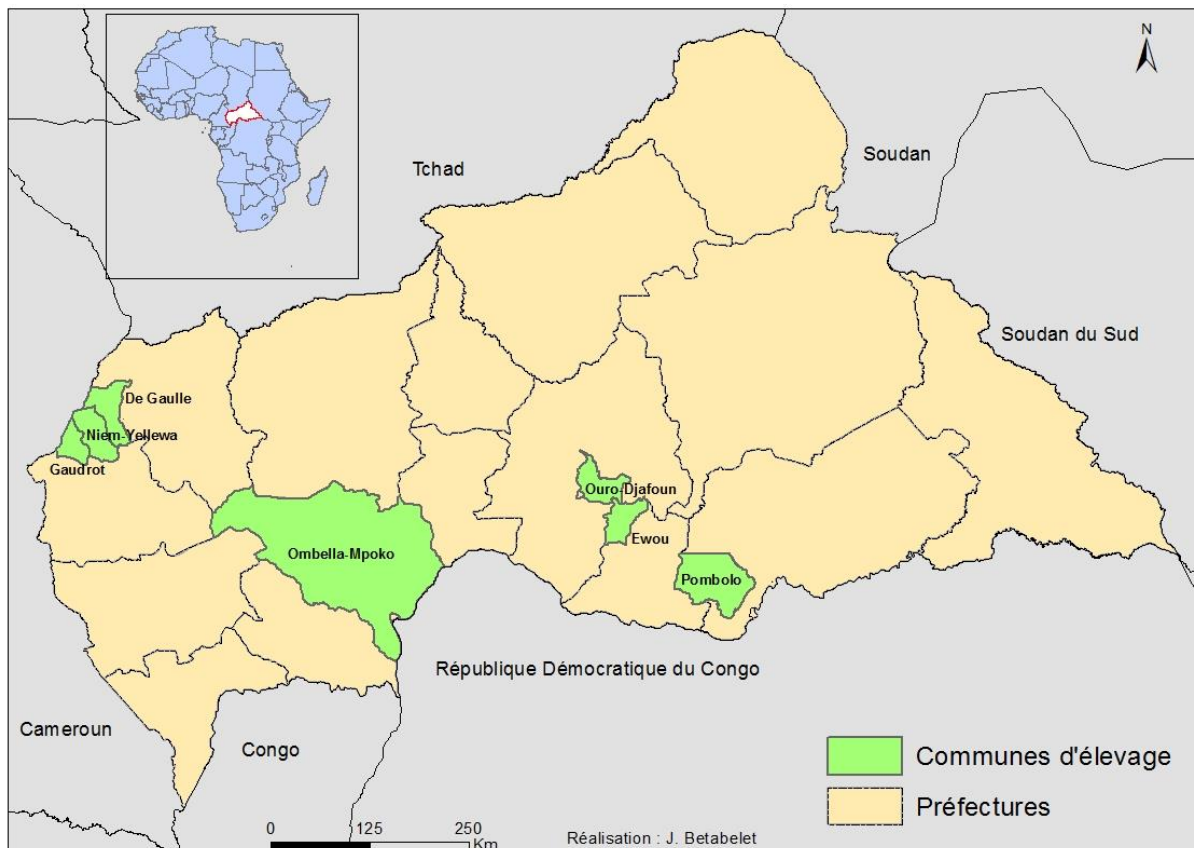 N
Soudan
Tchad
Soudan du Sud
De Gaulle
Niem-Yellewa
Gaudrot
Ouro-Djafoun
Ewou
Ombella-Mpoko
Pombolo
République Démocratique du Congo
Cameroun
Congo
Communes d'élevage
Préfectures
0 125 250
Km
Réalisation : J. Betabelet